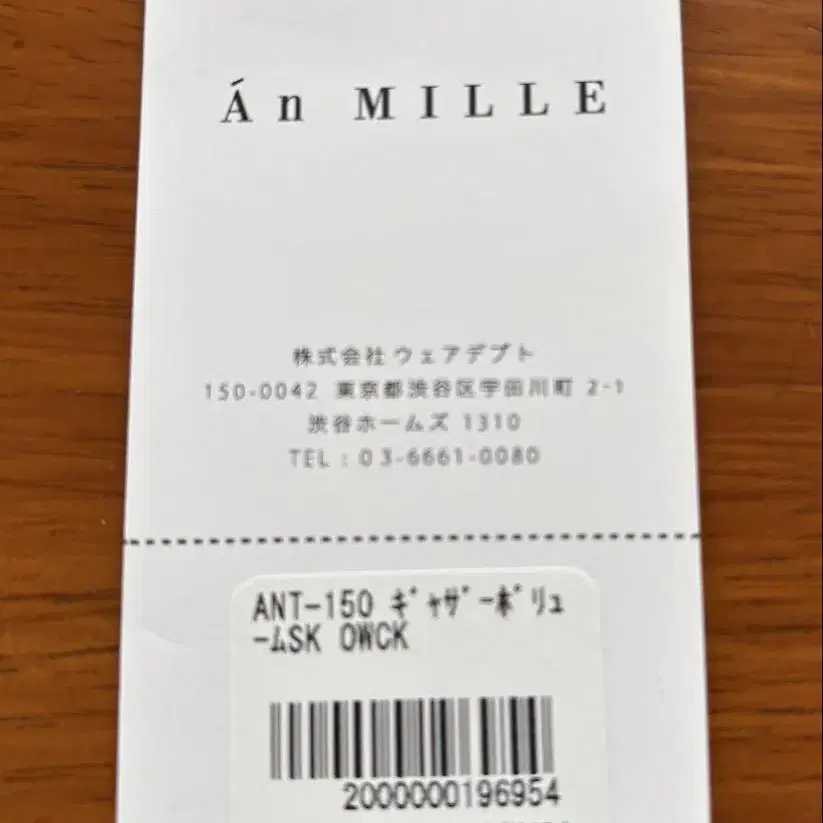 Án MILLE
株式会社 ウェアデプト
150-0042 東京都渋谷区宇田川町 2-1
渋谷ホームズ 1310
TEL : 03-6661-0080
ANT-150 ｷﾞｬｻﾞｰﾎﾞﾘｭ
ｰﾑSK OWCK
2000000196954